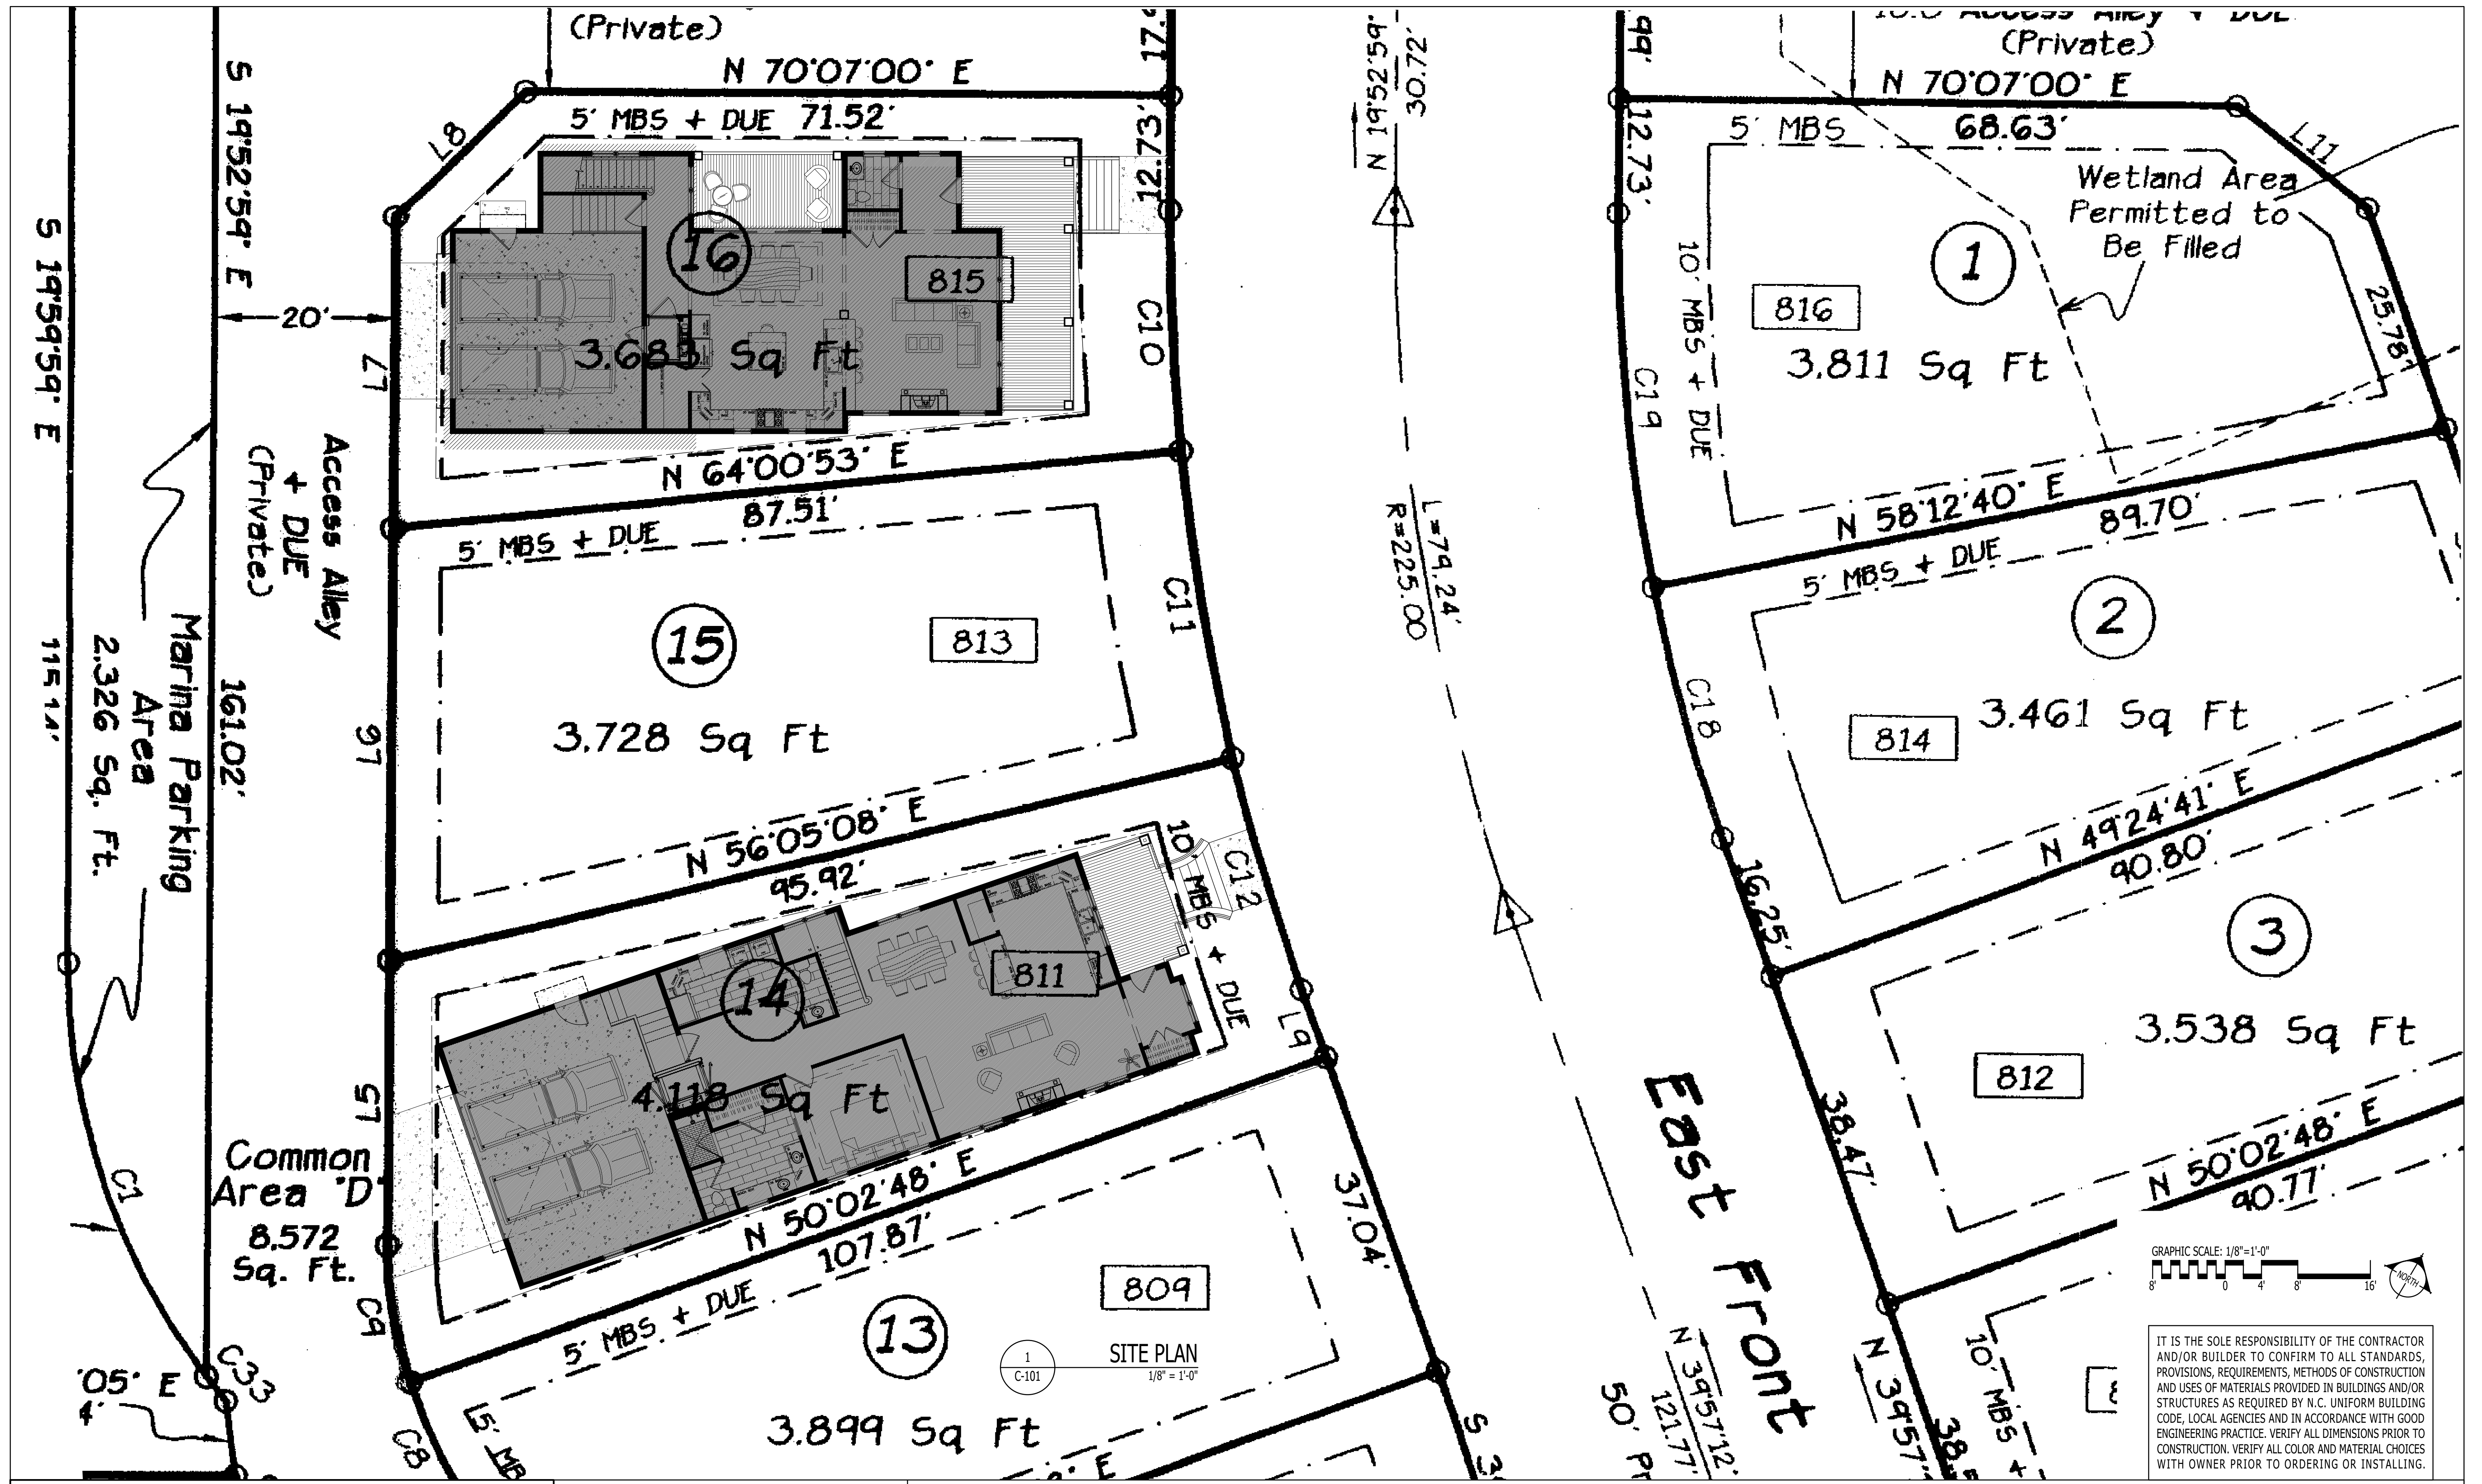 (Private)
N 70°07'00" E
5' MBS + DUE 71.52'
L8
S 19°52'59" E
S 19°59'59" E
20'
L7
12.73'
C10
16
815
3,683 Sq Ft
N 64°00'53" E
87.51'
5' MBS + DUE
Access Alley
+ DUE
(Private)
Marina Parking
Area
2,326 Sq. Ft.
161.02'
L6
15
813
3,728 Sq Ft
C11
N 56°05'08" E
95.92'
10' MBS + DUE
C12
14
811
4,118 Sq Ft
L9
L5
Common
Area "D"
8,572
Sq. Ft.
C1
C9
C33
C8
'05" E
N 50°02'48" E
107.87'
5' MBS + DUE
37.04'
13
809
3,899 Sq Ft
5' MB
1
C-101
SITE PLAN
1/8" = 1'-0"
N 19°52'59"
30.72'
L=79.24'
R=225.00
East Front
N 39°57'12"
121.77'
(Private)
N 70°07'00" E
5' MBS
68.63'
L11
12.73'
Wetland Area
Permitted to
Be Filled
1
816
3,811 Sq Ft
10' MBS + DUE
C19
25.78'
N 58°12'40" E
89.70'
5' MBS + DUE
2
814
3,461 Sq Ft
C18
N 49°24'41" E
90.80'
16.25'
3
812
3,538 Sq Ft
38.47'
N 50°02'48" E
90.77'
10' MBS +
GRAPHIC SCALE: 1/8"=1'-0"
8' 0 4' 8' 16'
NORTH
IT IS THE SOLE RESPONSIBILITY OF THE CONTRACTOR
AND/OR BUILDER TO CONFIRM TO ALL STANDARDS,
PROVISIONS, REQUIREMENTS, METHODS OF CONSTRUCTION
AND USES OF MATERIALS PROVIDED IN BUILDINGS AND/OR
STRUCTURES AS REQUIRED BY N.C. UNIFORM BUILDING
CODE, LOCAL AGENCIES AND IN ACCORDANCE WITH GOOD
ENGINEERING PRACTICE. VERIFY ALL DIMENSIONS PRIOR TO
CONSTRUCTION. VERIFY ALL COLOR AND MATERIAL CHOICES
WITH OWNER PRIOR TO ORDERING OR INSTALLING.